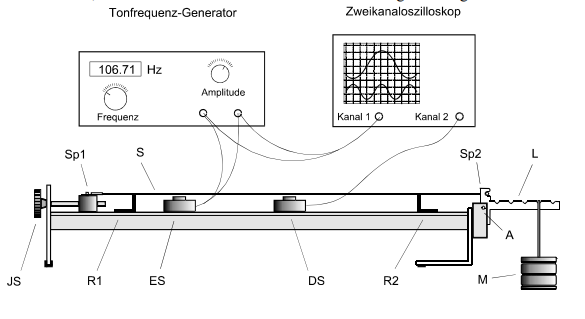 Tonfrequenz-Generator
Zweikanaloszilloskop
106.71 Hz
Amplitude
Frequenz
Kanal 1
Kanal 2
Sp1
S
Sp2
L
A
JS
R1
ES
DS
R2
M